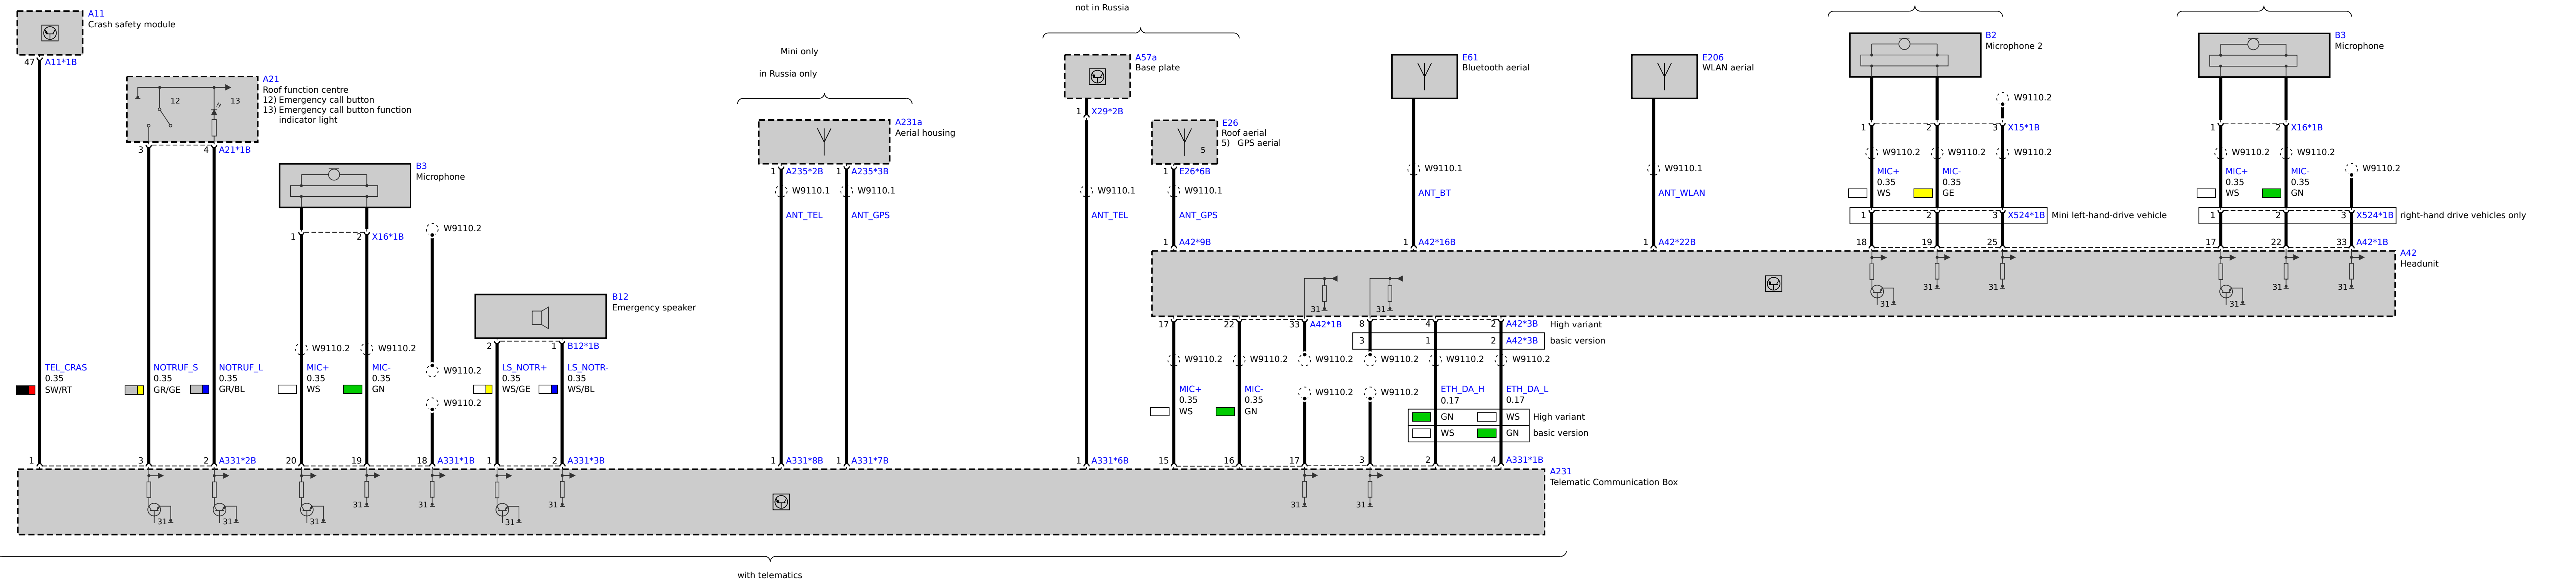 not in Russia
A11
Crash safety module
47 A11*1B
A21
Roof function centre
12) Emergency call button
13) Emergency call button function
indicator light
12
13
3
4 A21*1B
B3
Microphone
1
2 X16*1B
W9110.2
B12
Emergency speaker
2
1 B12*1B
Mini only
in Russia only
A231a
Aerial housing
1 A235*2B
1 A235*3B
W9110.1
W9110.1
ANT_TEL
ANT_GPS
A57a
Base plate
1 X29*2B
W9110.1
ANT_TEL
E26
Roof aerial
5) GPS aerial
5
1 E26*6B
W9110.1
ANT_GPS
1 A42*9B
E61
Bluetooth aerial
W9110.1
ANT_BT
1 A42*16B
E206
WLAN aerial
W9110.1
ANT_WLAN
1 A42*22B
B2
Microphone 2
W9110.2
1
2
3 X15*1B
W9110.2
W9110.2
W9110.2
MIC+
0.35
WS
MIC-
0.35
GE
1
2
3 X524*1B Mini left-hand-drive vehicle
18
19
25
B3
Microphone
1
2 X16*1B
W9110.2
W9110.2
W9110.2
MIC+
0.35
WS
MIC-
0.35
GN
1
2
3 X524*1B right-hand drive vehicles only
17
22
33 A42*1B
A42
Headunit
31
31
31
31
31
31
31
31
17
22
33 A42*1B
8
4
2 A42*3B High variant
3
1
2 A42*3B basic version
W9110.2
W9110.2
W9110.2
W9110.2
W9110.2
W9110.2
W9110.2
W9110.2
TEL_CRAS
0.35
SW/RT
NOTRUF_S
0.35
GR/GE
NOTRUF_L
0.35
GR/BL
W9110.2
MIC+
0.35
WS
W9110.2
MIC-
0.35
GN
W9110.2
W9110.2
LS_NOTR+
0.35
WS/GE
LS_NOTR-
0.35
WS/BL
MIC+
0.35
WS
MIC-
0.35
GN
ETH_DA_H
0.17
ETH_DA_L
0.17
GN
WS High variant
WS
GN basic version
1
3
2 A331*2B
20
19
18 A331*1B
1
2 A331*3B
1 A331*8B
1 A331*7B
1 A331*6B
15
16
17
3
2
4 A331*1B
A231
Telematic Communication Box
31
31
31
31
31
31
31
31
31
with telematics